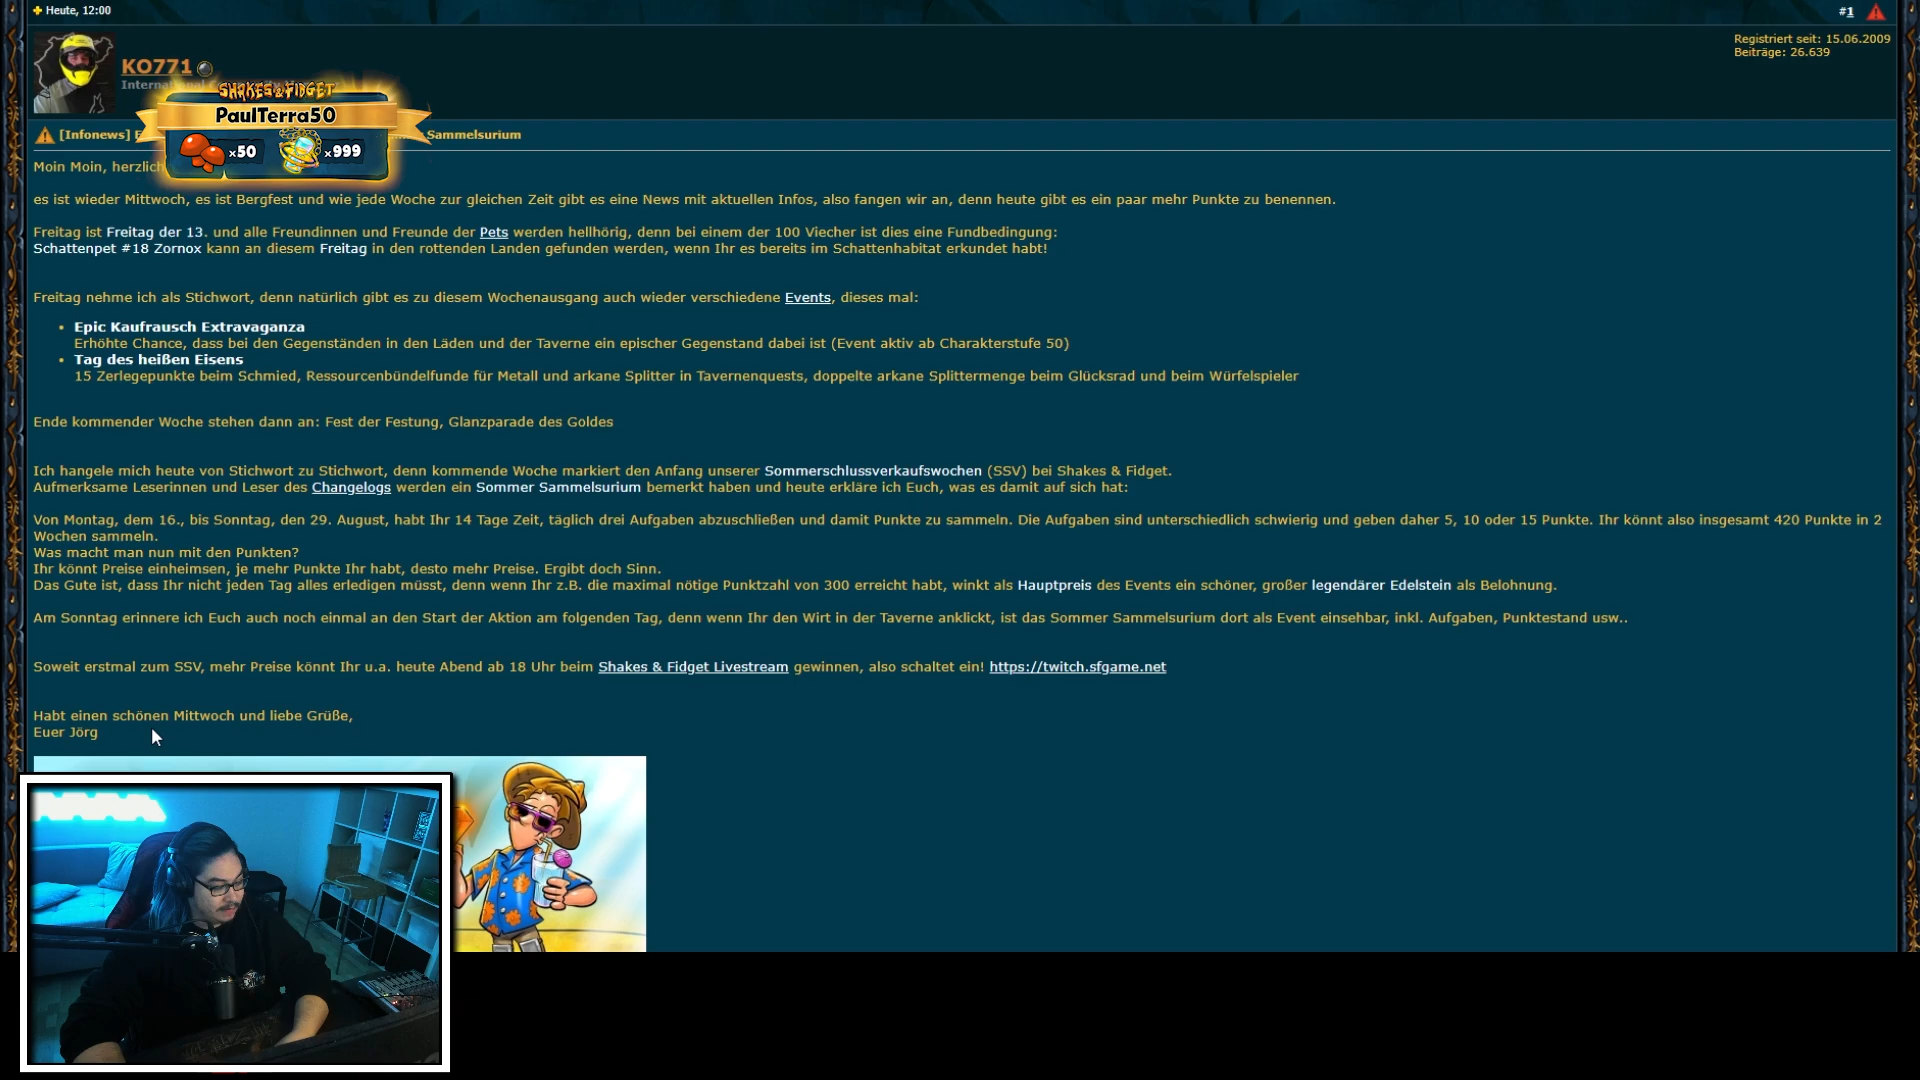 Heute, 12:00
#1
KO771
Registriert seit: 15.06.2009
Beiträge: 26.639
SHAKES & FIDGET
PaulTerra50
x50
x999
[Infonews]
Sammelsurium
Moin Moin, herzlich
es ist wieder Mittwoch, es ist Bergfest und wie jede Woche zur gleichen Zeit gibt es eine News mit aktuellen Infos, also fangen wir an, denn heute gibt es ein paar mehr Punkte zu benennen.
Freitag ist Freitag der 13. und alle Freundinnen und Freunde der Pets werden hellhörig, denn bei einem der 100 Viecher ist dies eine Fundbedingung:
Schattenpet #18 Zornox kann an diesem Freitag in den rottenden Landen gefunden werden, wenn Ihr es bereits im Schattenhabitat erkundet habt!
Freitag nehme ich als Stichwort, denn natürlich gibt es zu diesem Wochenausgang auch wieder verschiedene Events, dieses mal:
• Epic Kaufrausch Extravaganza
Erhöhte Chance, dass bei den Gegenständen in den Läden und der Taverne ein epischer Gegenstand dabei ist (Event aktiv ab Charakterstufe 50)
• Tag des heißen Eisens
15 Zerlegepunkte beim Schmied, Ressourcenbündelfunde für Metall und arkane Splitter in Tavernenquests, doppelte arkane Splittermenge beim Glücksrad und beim Würfelspieler
Ende kommender Woche stehen dann an: Fest der Festung, Glanzparade des Goldes
Ich hangele mich heute von Stichwort zu Stichwort, denn kommende Woche markiert den Anfang unserer Sommerschlussverkaufswochen (SSV) bei Shakes & Fidget.
Aufmerksame Leserinnen und Leser des Changelogs werden ein Sommer Sammelsurium bemerkt haben und heute erkläre ich Euch, was es damit auf sich hat:
Von Montag, dem 16., bis Sonntag, den 29. August, habt Ihr 14 Tage Zeit, täglich drei Aufgaben abzuschließen und damit Punkte zu sammeln. Die Aufgaben sind unterschiedlich schwierig und geben daher 5, 10 oder 15 Punkte. Ihr könnt also insgesamt 420 Punkte in 2
Wochen sammeln.
Was macht man nun mit den Punkten?
Ihr könnt Preise einheimsen, je mehr Punkte Ihr habt, desto mehr Preise. Ergibt doch Sinn.
Das Gute ist, dass Ihr nicht jeden Tag alles erledigen müsst, denn wenn Ihr z.B. die maximal nötige Punktzahl von 300 erreicht habt, winkt als Hauptpreis des Events ein schöner, großer legendärer Edelstein als Belohnung.
Am Sonntag erinnere ich Euch auch noch einmal an den Start der Aktion am folgenden Tag, denn wenn Ihr den Wirt in der Taverne anklickt, ist das Sommer Sammelsurium dort als Event einsehbar, inkl. Aufgaben, Punktestand usw..
Soweit erstmal zum SSV, mehr Preise könnt Ihr u.a. heute Abend ab 18 Uhr beim Shakes & Fidget Livestream gewinnen, also schaltet ein! https://twitch.sfgame.net
Habt einen schönen Mittwoch und liebe Grüße,
Euer Jörg